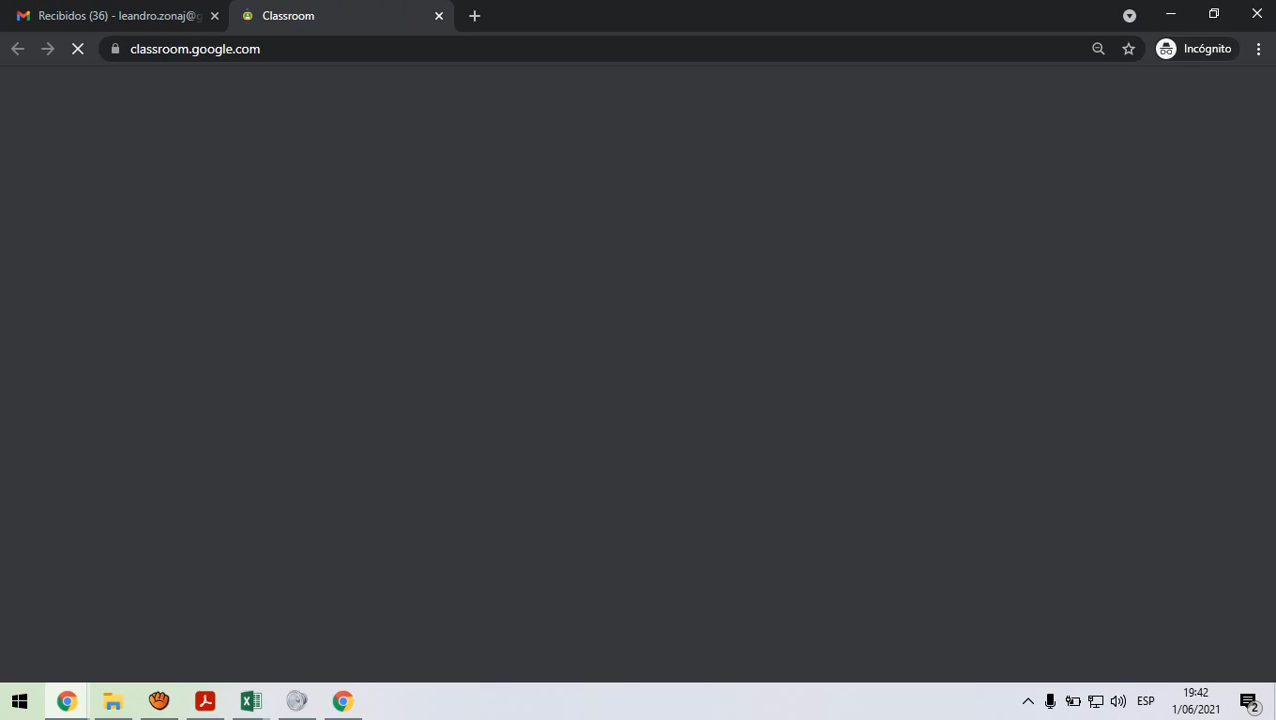 Recibidos (36) - leandro.zonaj@g
Classroom
classroom.google.com
Incógnito
ESP
19:42
1/06/2021
2